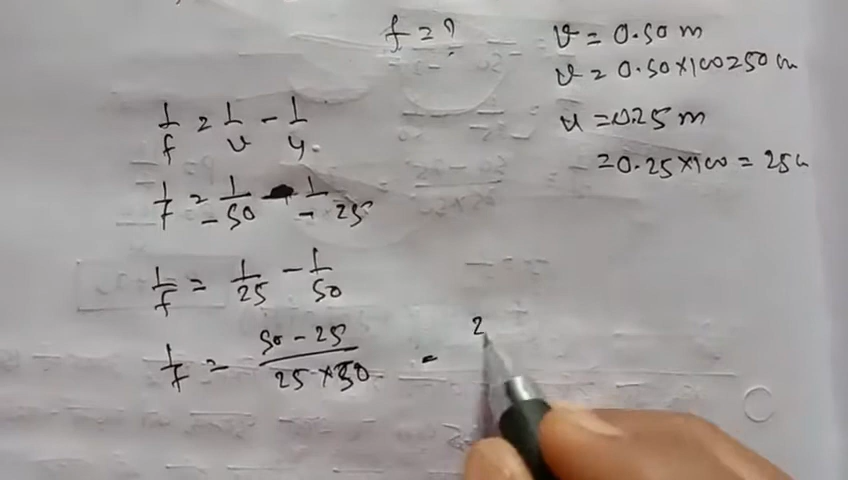 f = ?
v = 0.50 m
v = 0.50×100=50 cm
u = 0.25 m
= 0.25×100 = 25 c
1/f = 1/v - 1/u.
1/f = 1/-50 - 1/-25
1/f = 1/25 - 1/50
1/f = 50-25/25×50 - 2